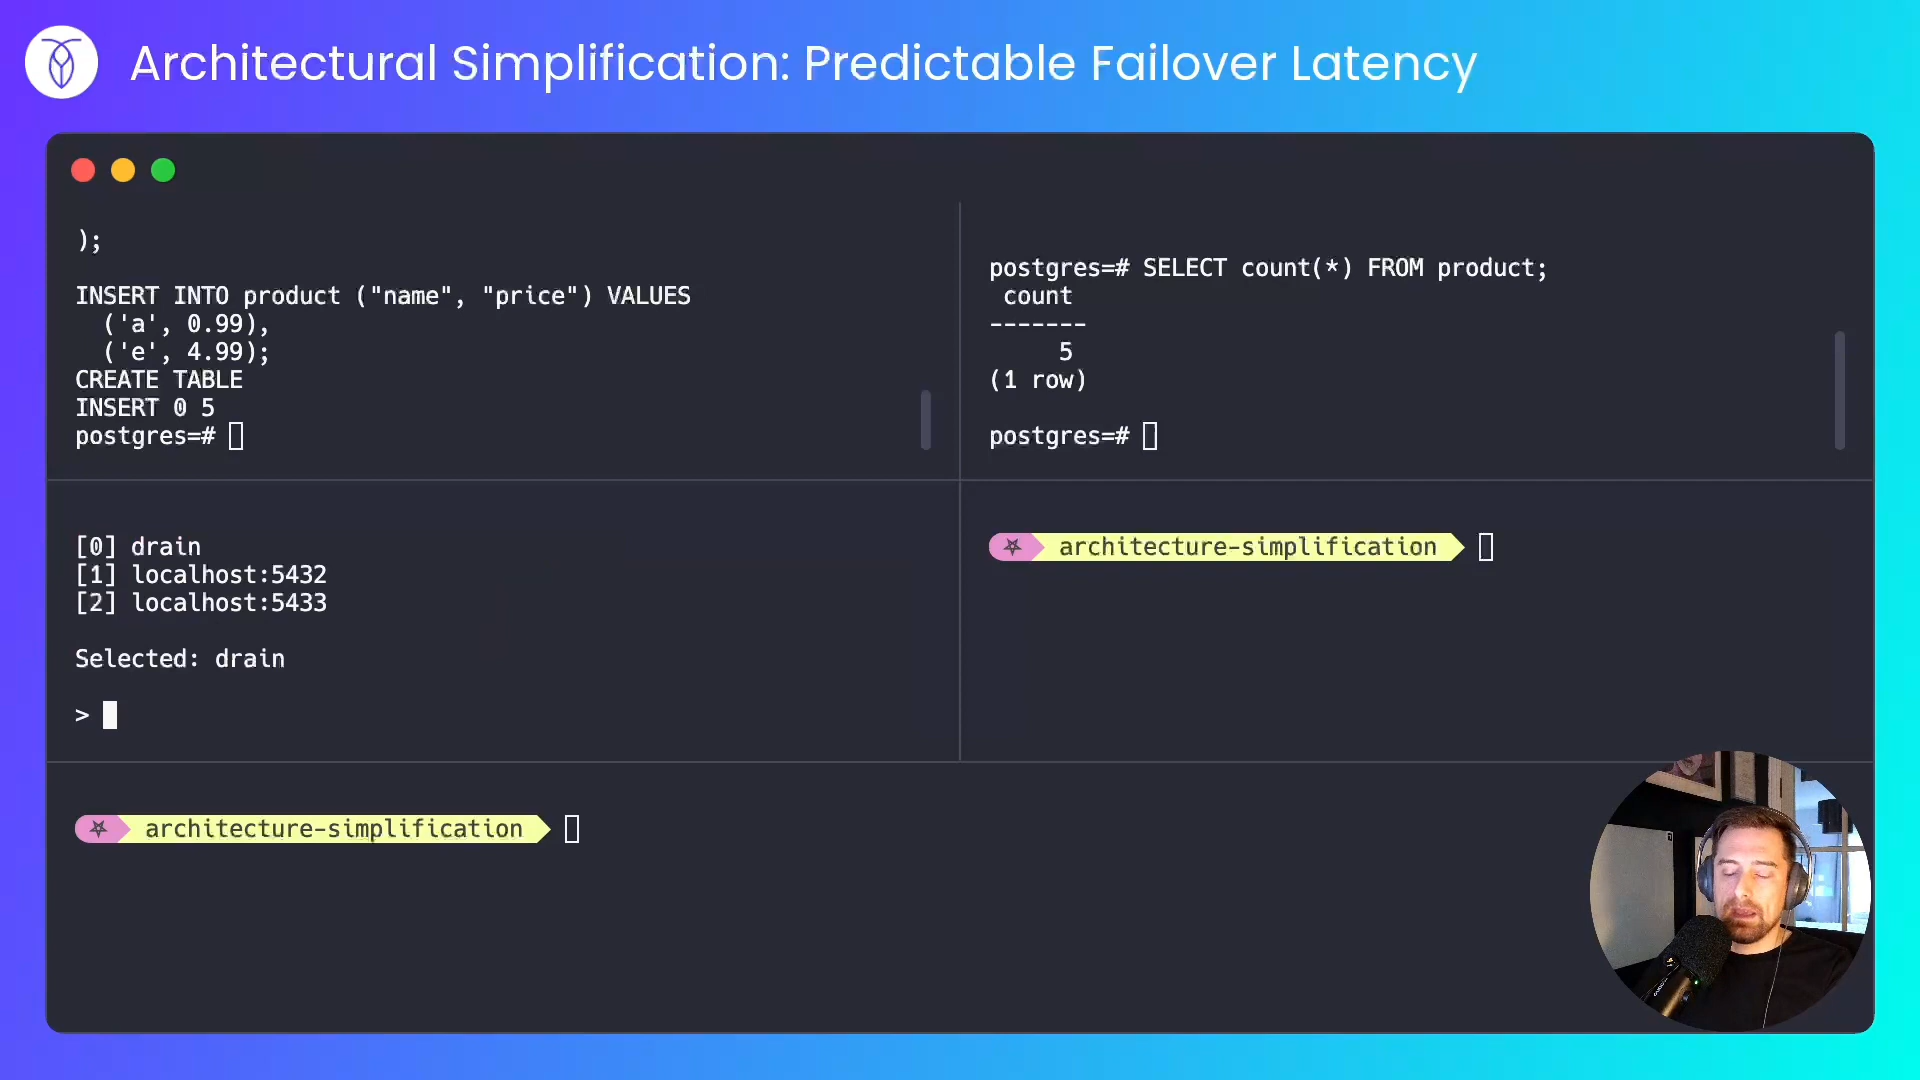 Architectural Simplification: Predictable Failover Latency
);
INSERT INTO product ("name", "price") VALUES
('a', 0.99),
('e', 4.99);
CREATE TABLE
INSERT 0 5
postgres=#
postgres=# SELECT count(*) FROM product;
count
-------
5
(1 row)
postgres=#
[0] drain
[1] localhost:5432
[2] localhost:5433
Selected: drain
>
architecture-simplification
architecture-simplification